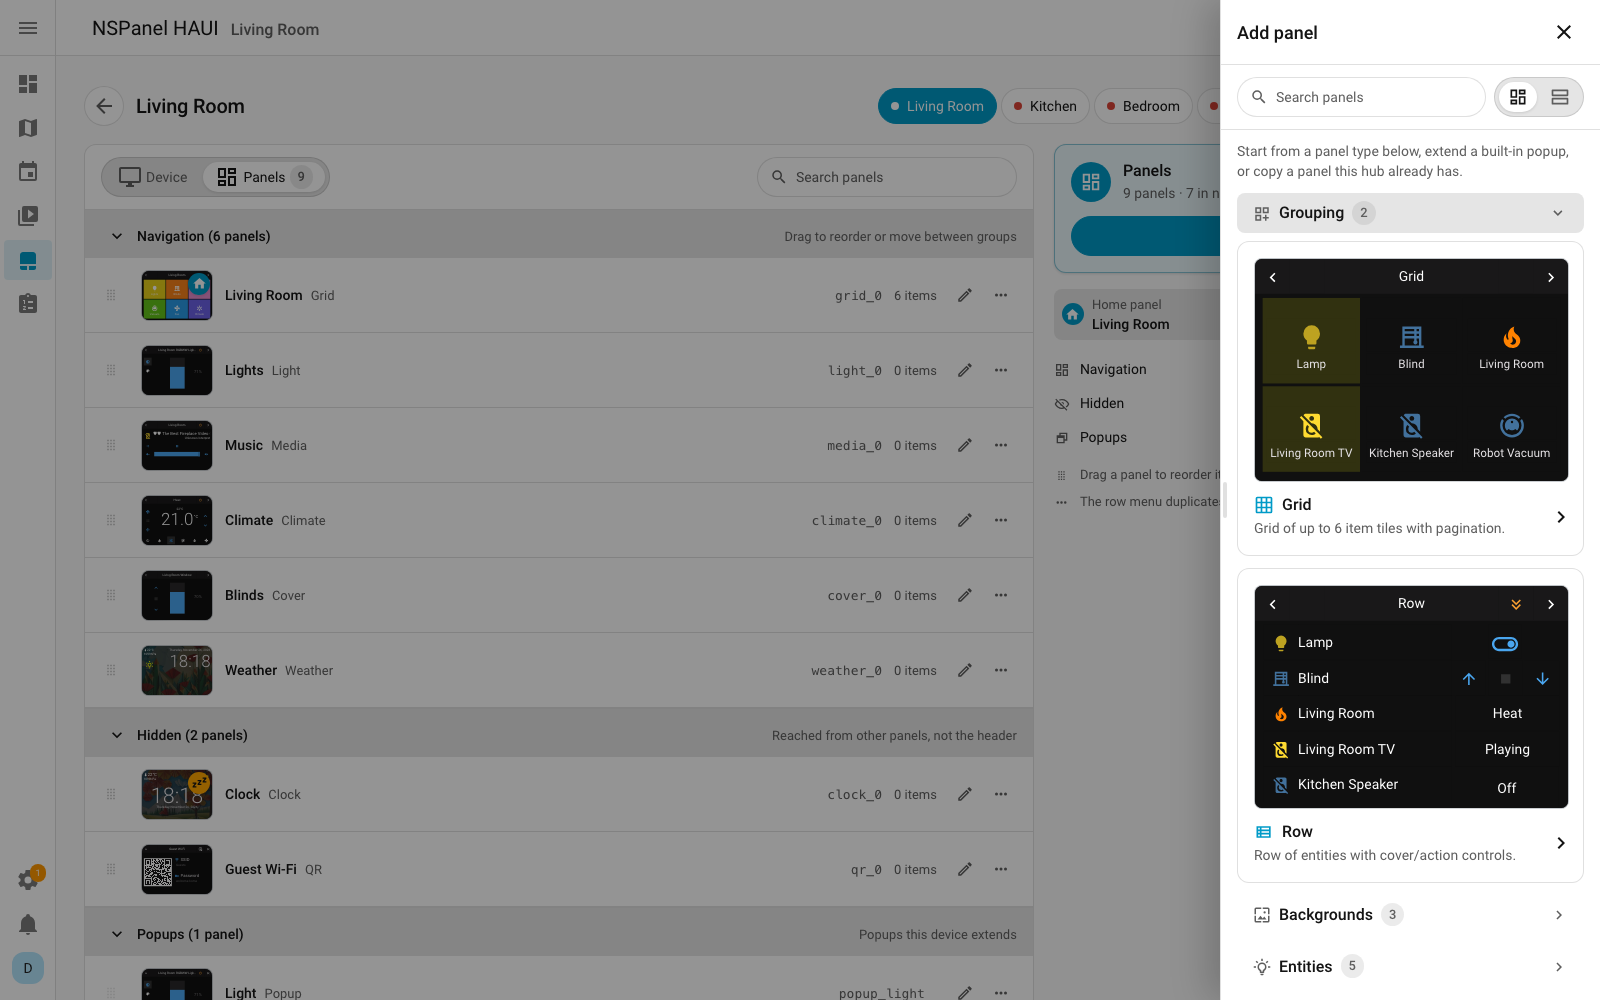 NSPanel HAUI Living Room
Living Room
Living Room
Kitchen
Bedroom
Device
Panels 9
Search panels
Navigation (6 panels)
Drag to reorder or move between groups
Living Room Grid
grid_0 6 items
Lights Light
light_0 0 items
Music Media
media_0 0 items
21.0
Climate Climate
climate_0 0 items
Blinds Cover
cover_0 0 items
18:18
Weather Weather
weather_0 0 items
Hidden (2 panels)
Reached from other panels, not the header
18:18
zzz
Clock Clock
clock_0 0 items
Guest Wi-Fi QR
qr_0 0 items
Popups (1 panel)
Popups this device extends
Light Popup
popup_light
1
D
Panels
9 panels · 7 in n
Home panel
Living Room
Navigation
Hidden
Popups
Drag a panel to reorder i
The row menu duplicate
Add panel
Search panels
Start from a panel type below, extend a built-in popup,
or copy a panel this hub already has.
Grouping 2
Grid
Lamp
Blind
Living Room
Living Room TV
Kitchen Speaker
Robot Vacuum
Grid
Grid of up to 6 item tiles with pagination.
Row
Lamp
Blind
Living Room Heat
Living Room TV Playing
Kitchen Speaker Off
Row
Row of entities with cover/action controls.
Backgrounds 3
Entities 5